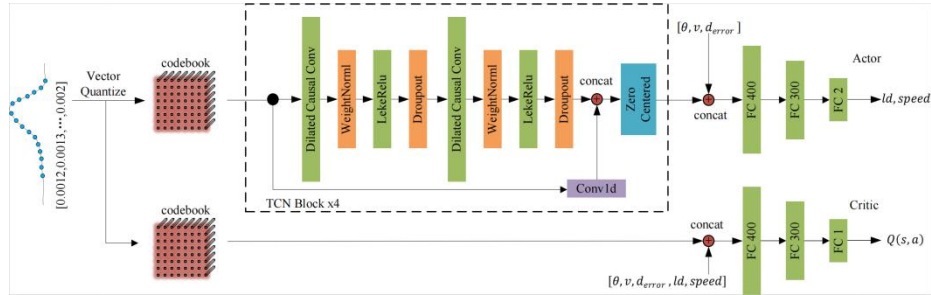 [0.0012,0.0013,⋯,0.002]
Vector
Quantize
codebook
Dilated Causal Conv
WeightNorml
LekeRelu
Droupout
Dilated Causal Conv
WeightNorml
LekeRelu
Droupout
concat
Zero
Centered
Conv1d
TCN Block x4
[θ, v, d_error]
concat
FC 400
FC 300
FC 2
Actor
ld, speed
codebook
concat
[θ, v, d_error, ld, speed]
FC 400
FC 300
FC 1
Critic
Q(s, a)